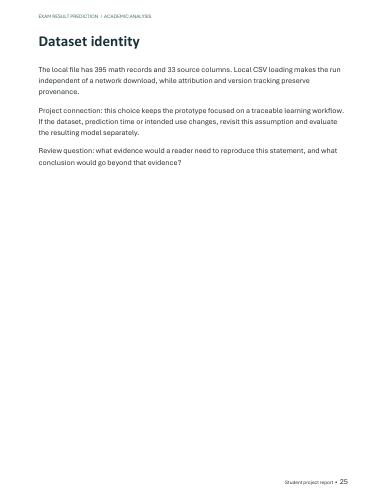 EXAM RESULT PREDICTION | ACADEMIC ANALYSIS
Dataset identity
The local file has 395 math records and 33 source columns. Local CSV loading makes the run
independent of a network download, while attribution and version tracking preserve
provenance.
Project connection: this choice keeps the prototype focused on a traceable learning workflow.
If the dataset, prediction time or intended use changes, revisit this assumption and evaluate
the resulting model separately.
Review question: what evidence would a reader need to reproduce this statement, and what
conclusion would go beyond that evidence?
Student project report • 25